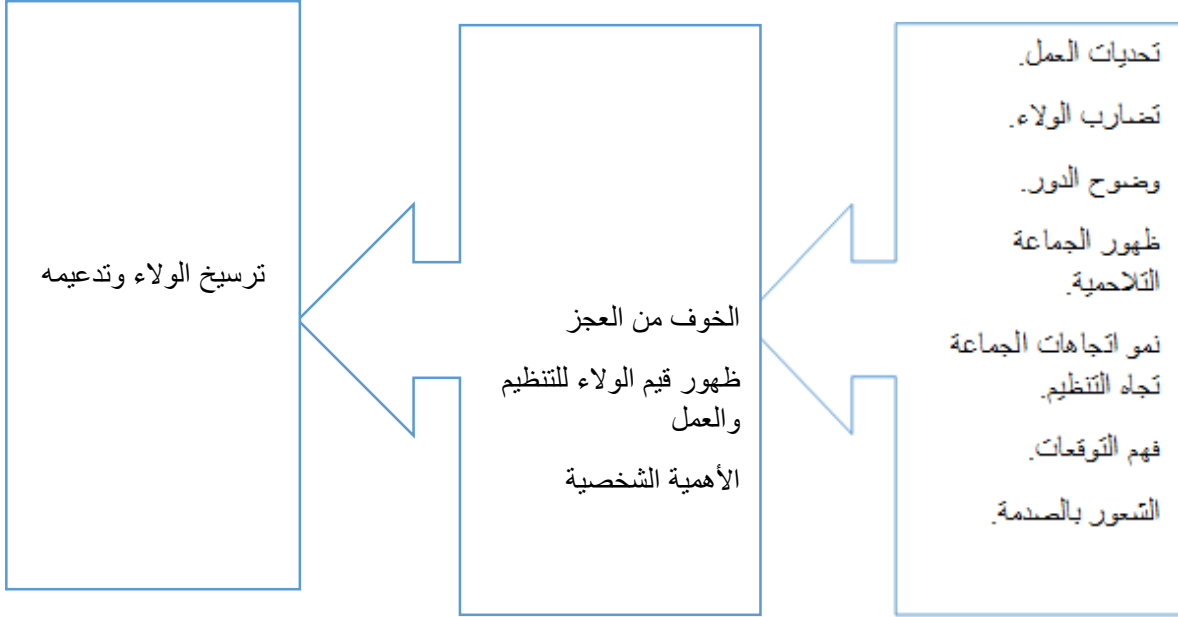 تحديات العمل.
تضارب الولاء.
وضوح الدور.
ظهور الجماعة
التلاحمية.
نمو اتجاهات الجماعة
تجاه التنظيم.
فهم التوقعات.
الشعور بالصدمة.
الخوف من العجز
ظهور قيم الولاء للتنظيم
والعمل
الأهمية الشخصية
ترسيخ الولاء وتدعيمه